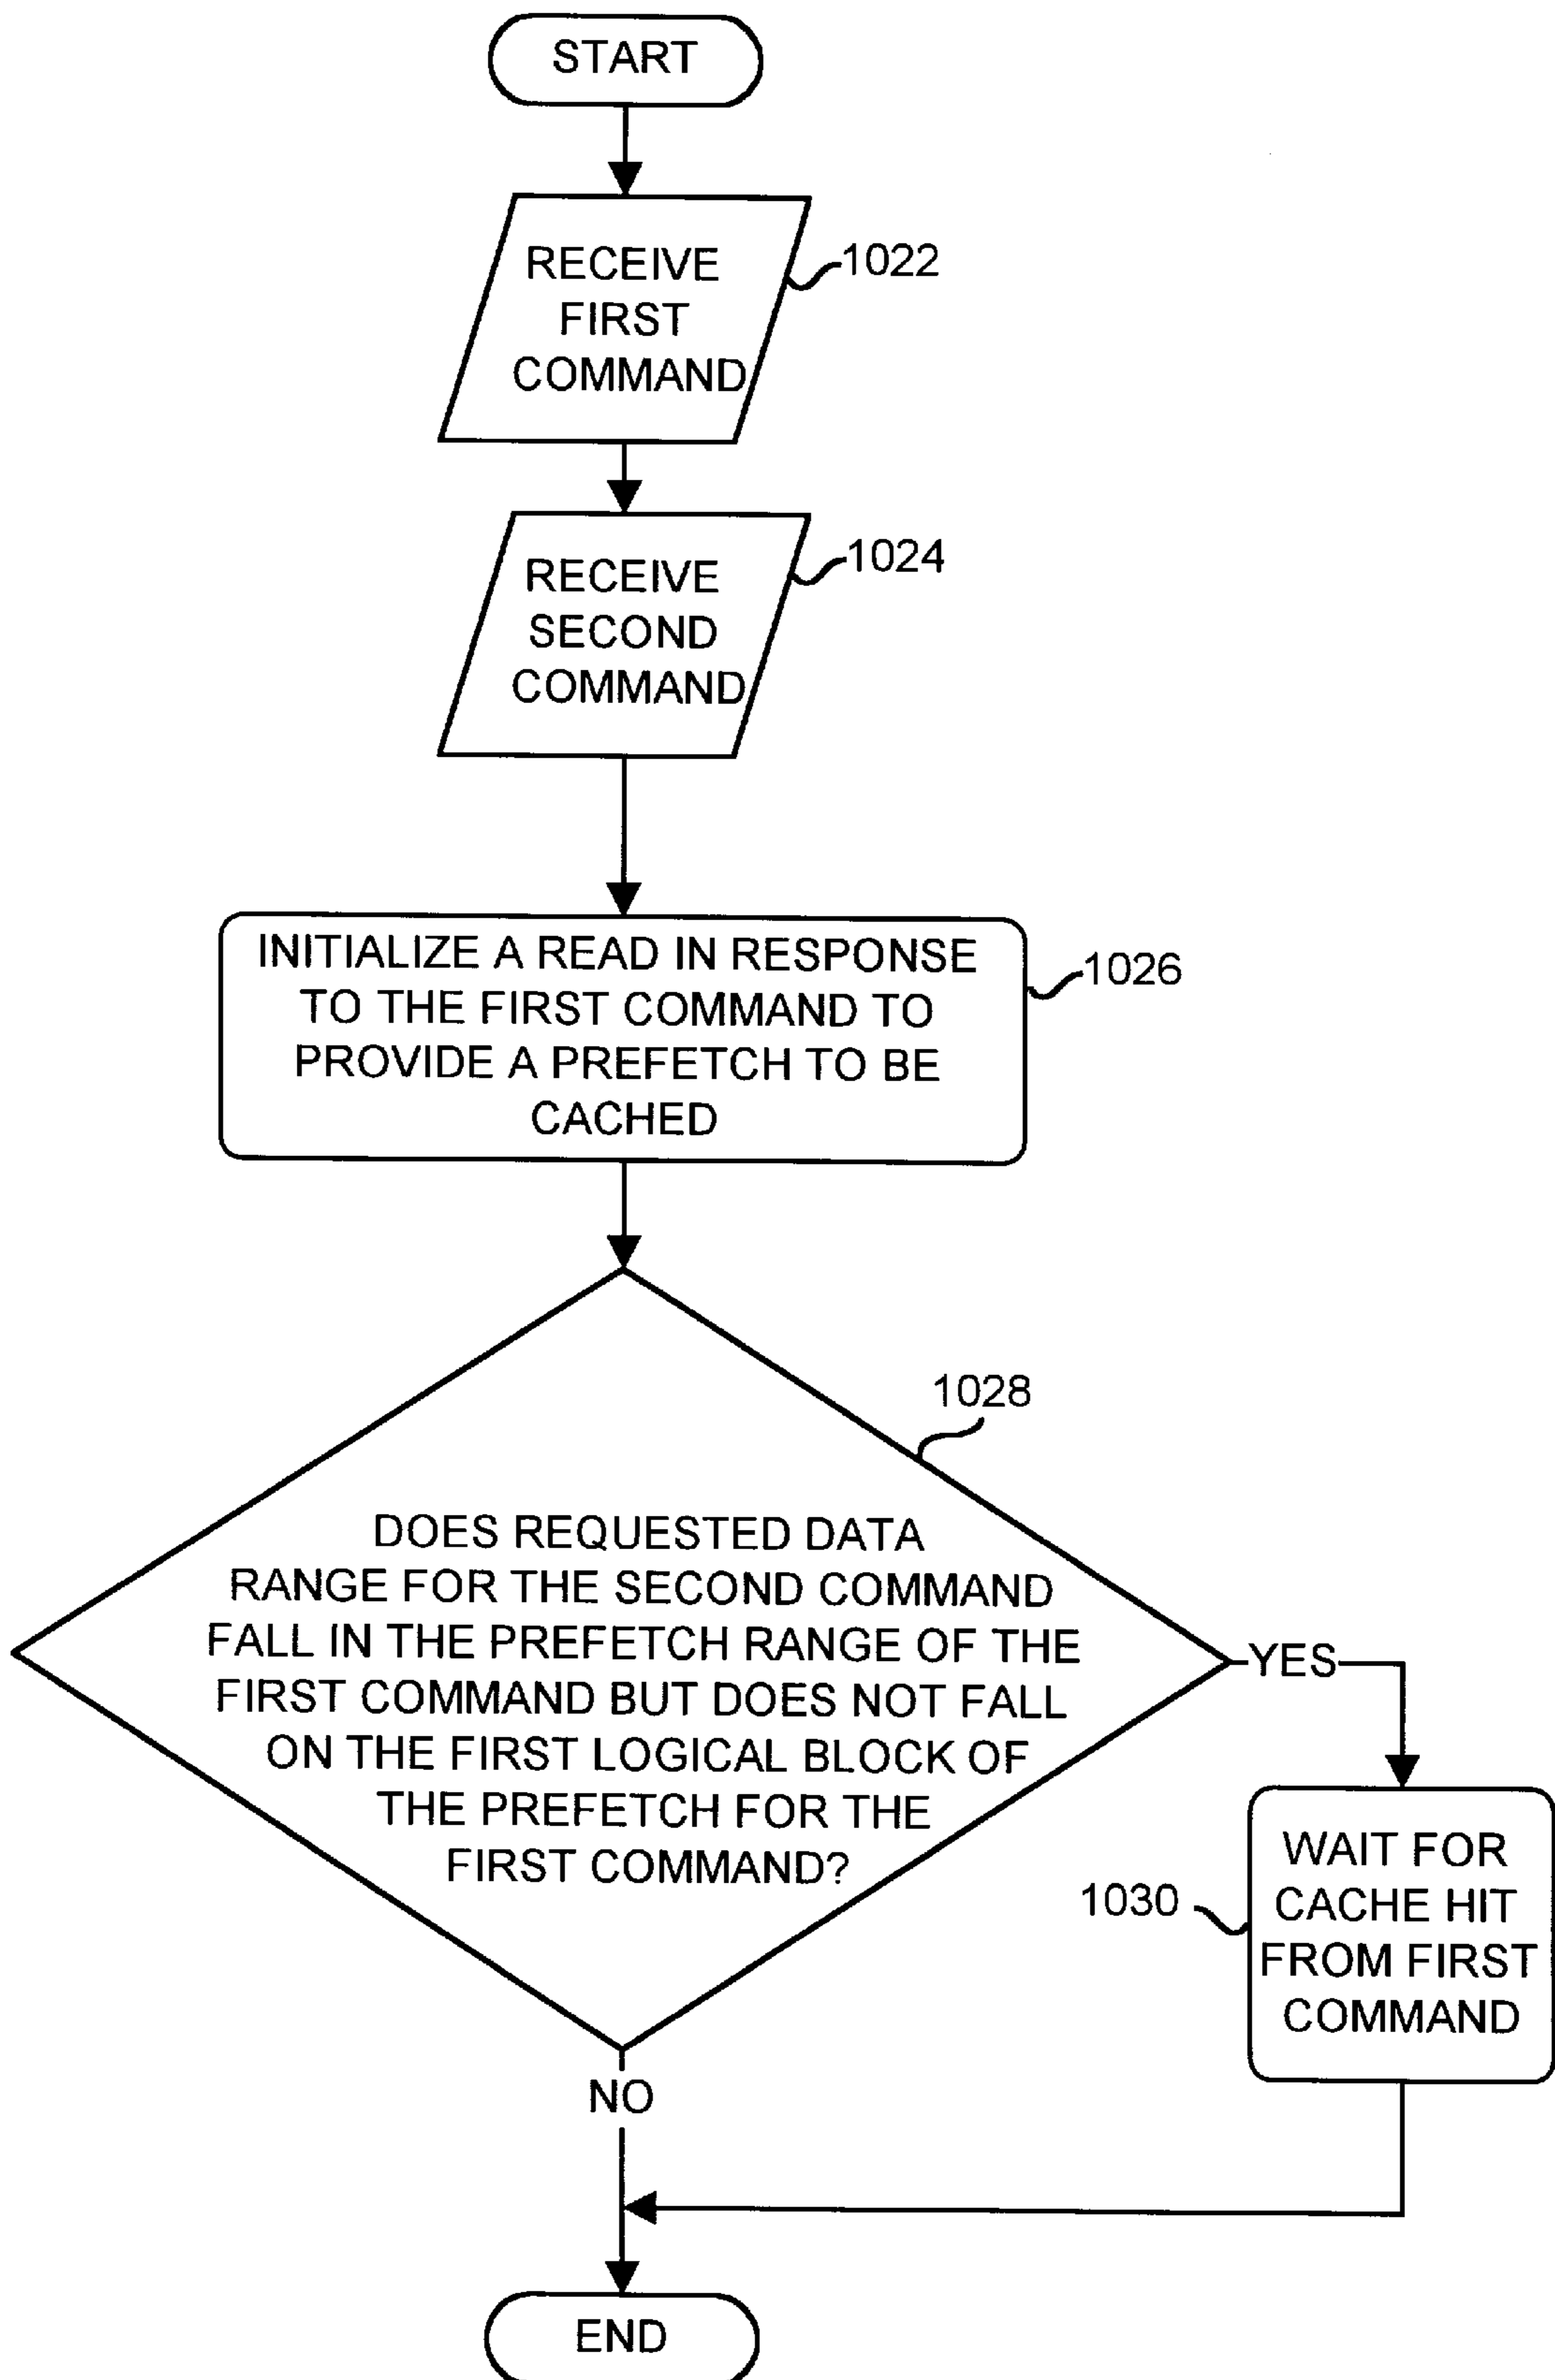 START
RECEIVE
FIRST
COMMAND
1022
RECEIVE
SECOND
COMMAND
1024
INITIALIZE A READ IN RESPONSE
TO THE FIRST COMMAND TO
PROVIDE A PREFETCH TO BE
CACHED
1026
1028
DOES REQUESTED DATA
RANGE FOR THE SECOND COMMAND
FALL IN THE PREFETCH RANGE OF THE
FIRST COMMAND BUT DOES NOT FALL
ON THE FIRST LOGICAL BLOCK OF
THE PREFETCH FOR THE
FIRST COMMAND?
YES
1030
WAIT FOR
CACHE HIT
FROM FIRST
COMMAND
NO
END